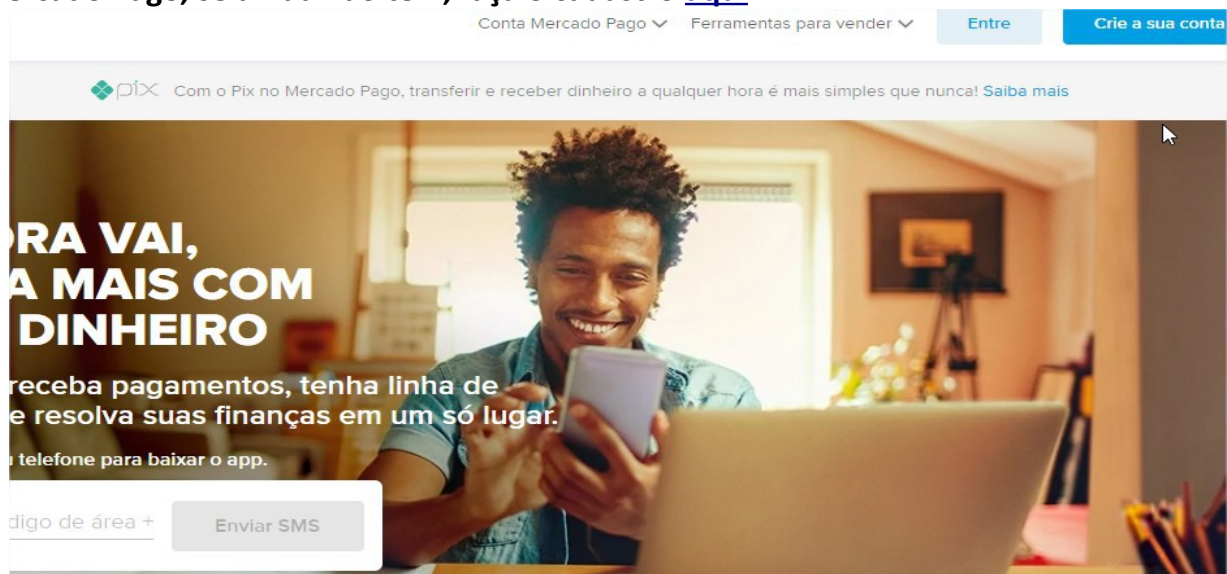 Conta Mercado Pago Ferramentas para vender Entre Crie a sua conta
pix Com o Pix no Mercado Pago, transferir e receber dinheiro a qualquer hora é mais simples que nunca! Saiba mais
RA VAI,
A MAIS COM
DINHEIRO
receba pagamentos, tenha linha de
e resolva suas finanças em um só lugar.
telefone para baixar o app.
digo de área +
Enviar SMS